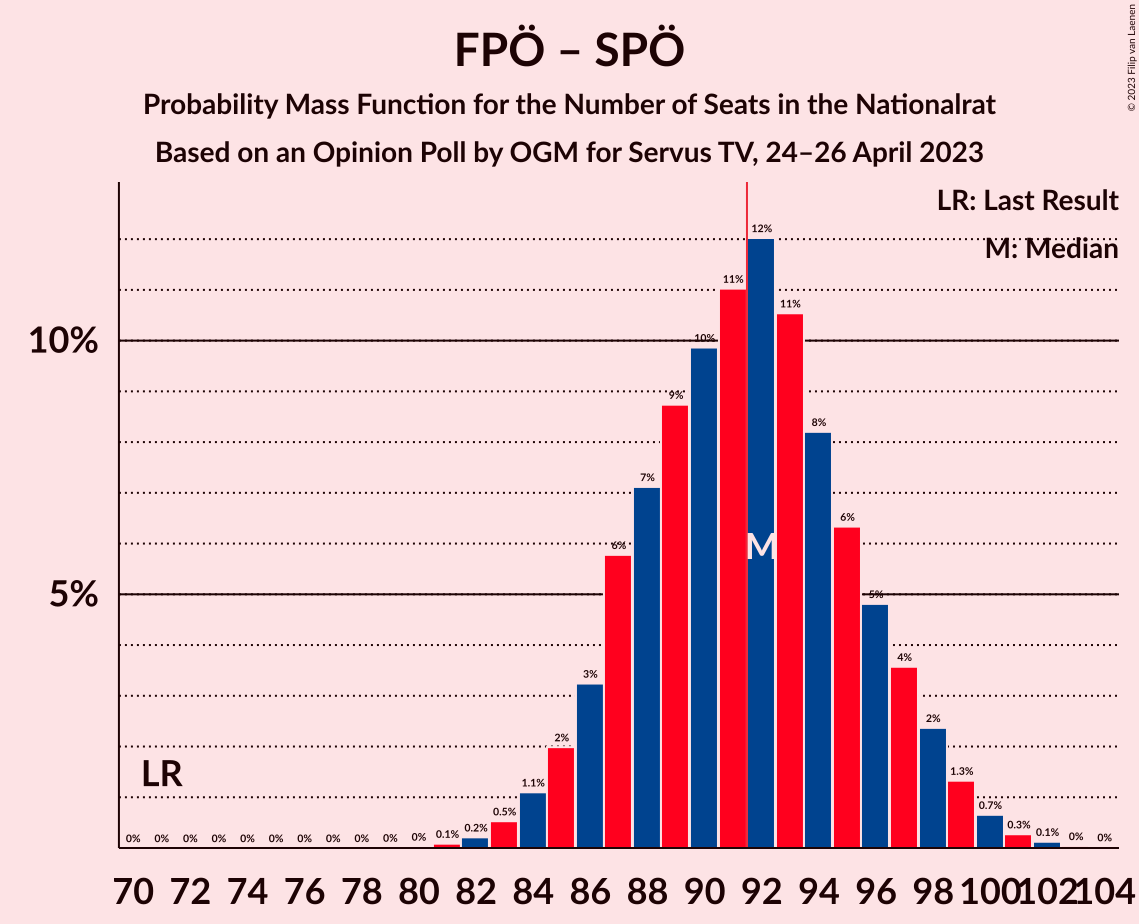 FPÖ – SPÖ
Probability Mass Function for the Number of Seats in the Nationalrat
Based on an Opinion Poll by OGM for Servus TV, 24–26 April 2023
© 2023 Filip van Laenen
LR: Last Result
M: Median
10%
5%
LR
M
0% 0% 0% 0% 0% 0% 0% 0% 0% 0% 0% 0.1% 0.2% 0.5% 1.1% 2% 3% 6% 7% 9% 10% 11% 12% 11% 8% 6% 5% 4% 2% 1.3% 0.7% 0.3% 0.1% 0% 0%
70 72 74 76 78 80 82 84 86 88 90 92 94 96 98 100 102 104